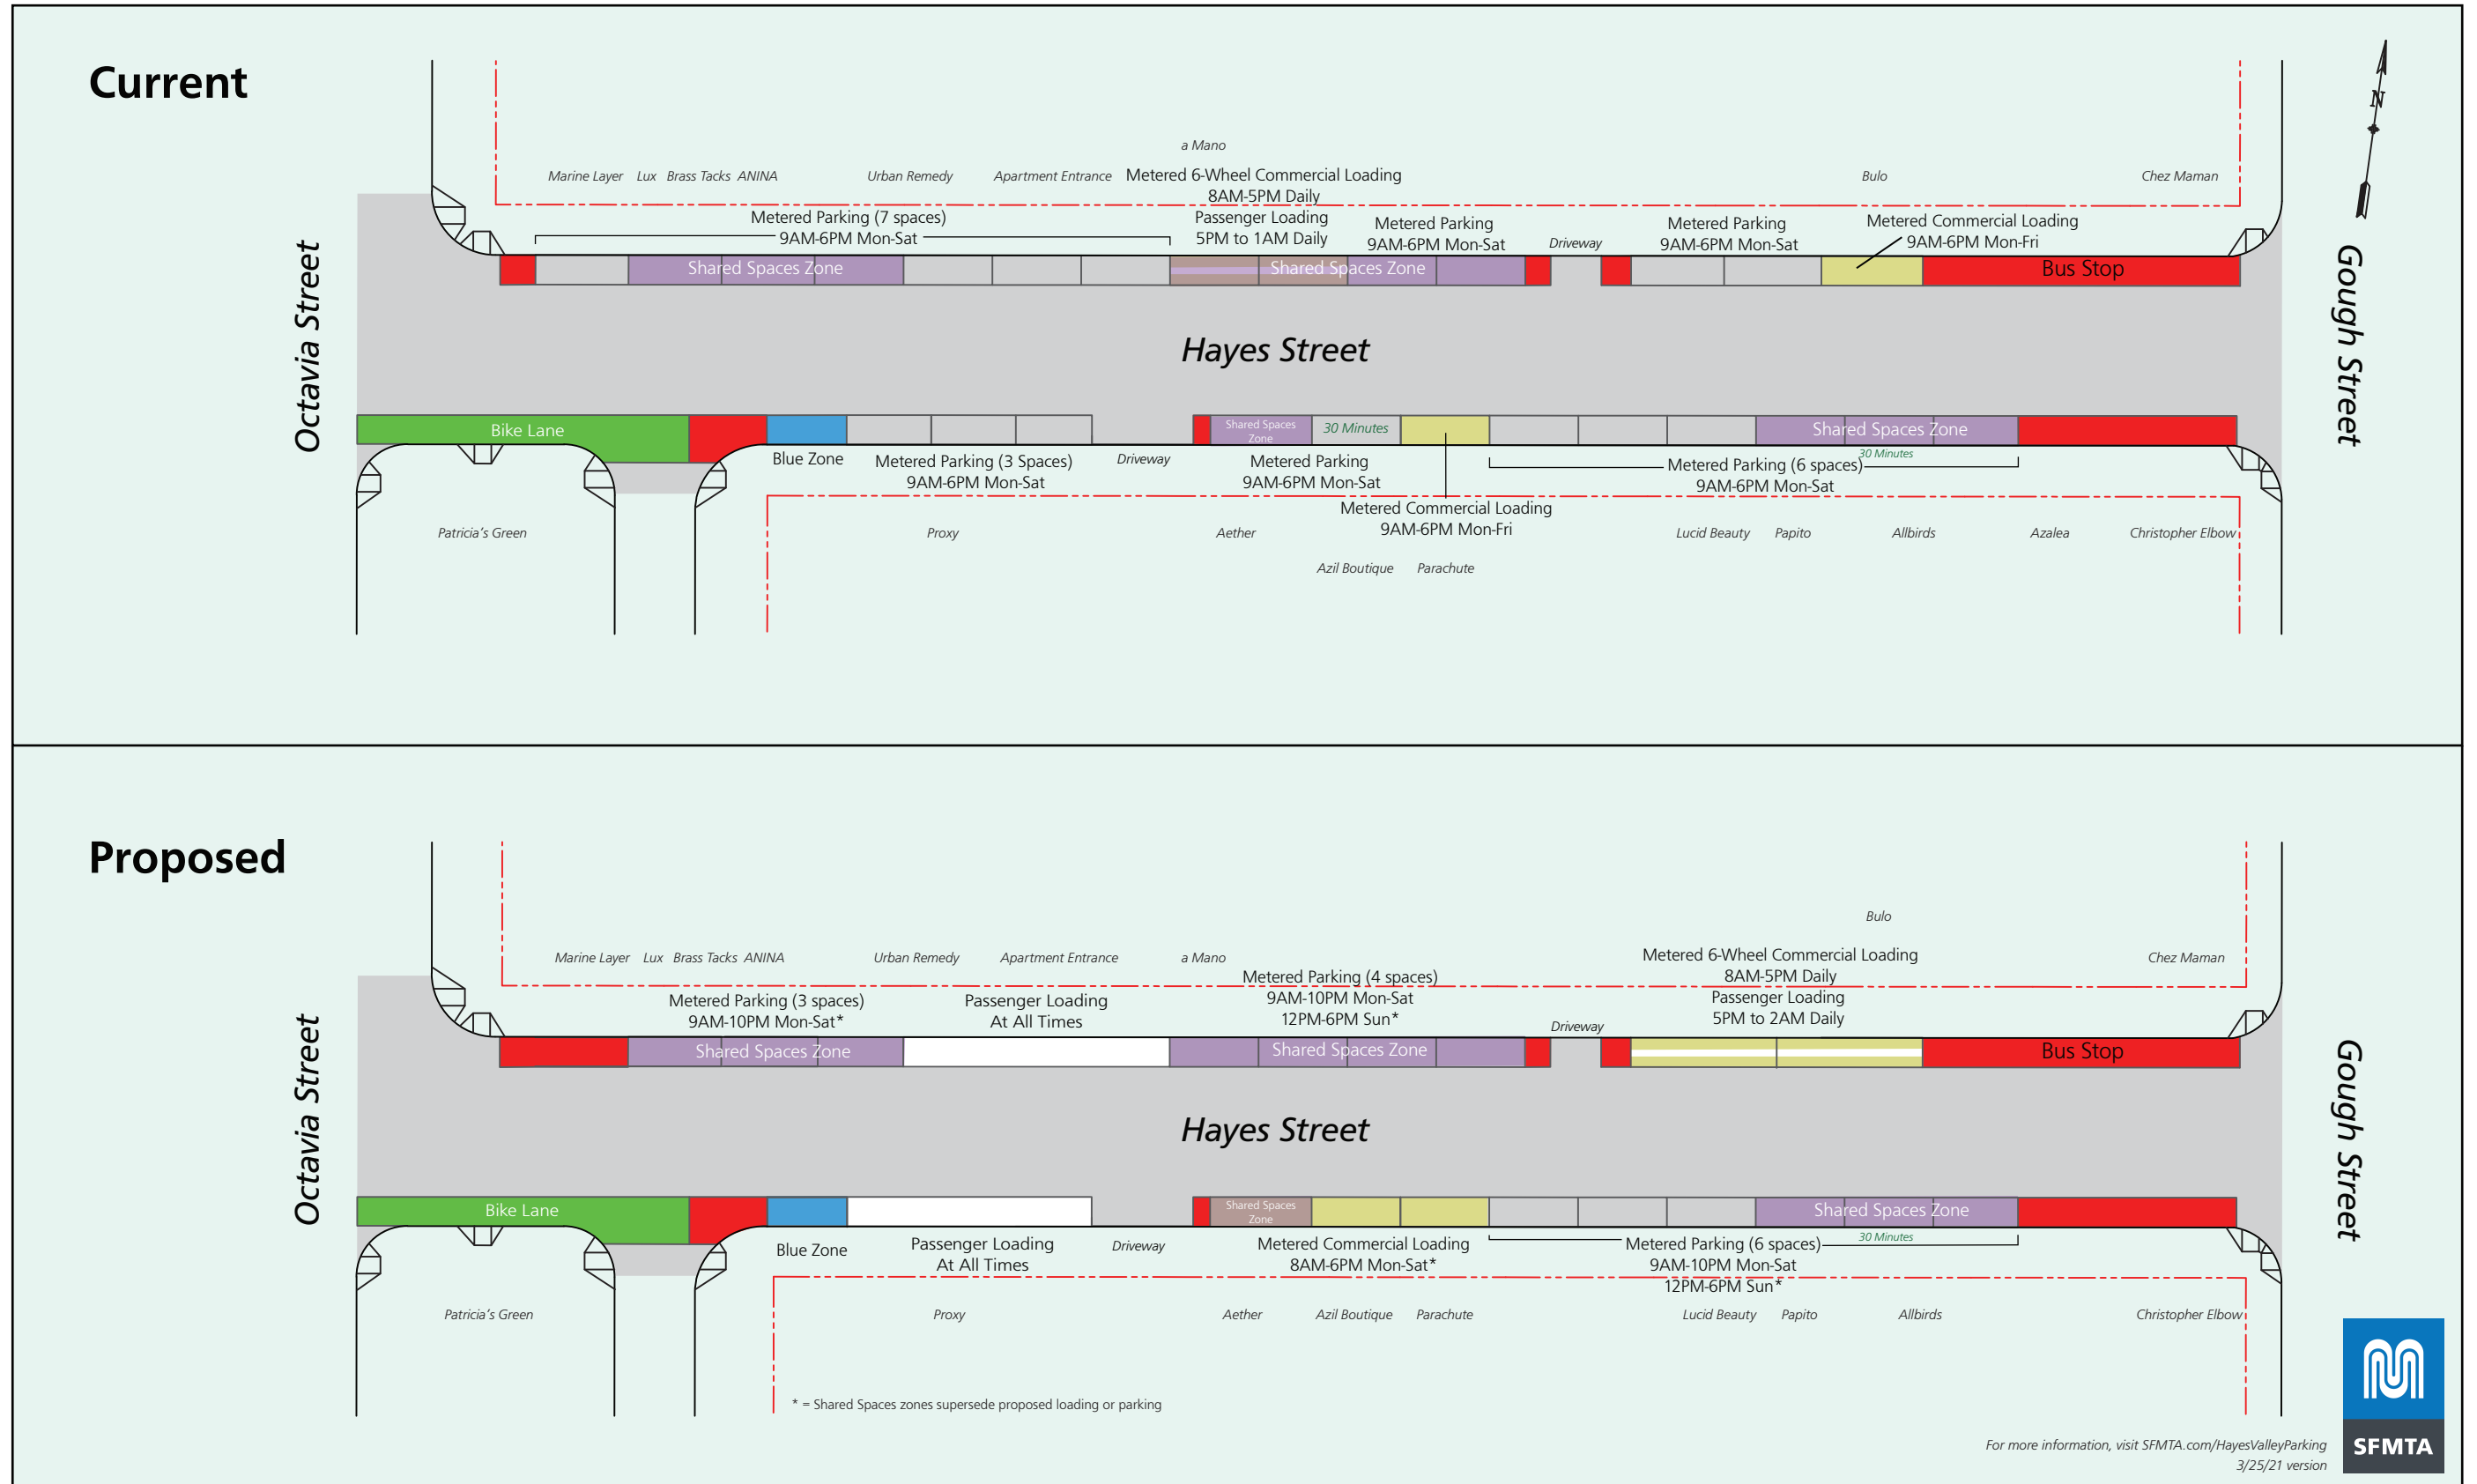 Current
N
a Mano
Marine Layer Lux Brass Tacks ANINA Urban Remedy Apartment Entrance Metered 6-Wheel Commercial Loading Bulo Chez Maman
8AM-5PM Daily
Metered Parking (7 spaces) Passenger Loading Metered Parking Metered Parking Metered Commercial Loading
9AM-6PM Mon-Sat 5PM to 1AM Daily 9AM-6PM Mon-Sat Driveway 9AM-6PM Mon-Sat 9AM-6PM Mon-Fri
Shared Spaces Zone Shared Spaces Zone Bus Stop
Octavia Street
Hayes Street
Gough Street
Bike Lane Shared Spaces 30 Minutes Shared Spaces Zone
Zone
30 Minutes
Blue Zone Metered Parking (3 Spaces) Driveway Metered Parking Metered Parking (6 spaces)
9AM-6PM Mon-Sat 9AM-6PM Mon-Sat 9AM-6PM Mon-Sat
Metered Commercial Loading
9AM-6PM Mon-Fri
Patricia's Green Proxy Aether Lucid Beauty Papito Allbirds Azalea Christopher Elbow
Azil Boutique Parachute
Proposed
Bulo
Marine Layer Lux Brass Tacks ANINA Urban Remedy Apartment Entrance a Mano Metered 6-Wheel Commercial Loading Chez Maman
8AM-5PM Daily
Metered Parking (4 spaces)
Metered Parking (3 spaces) Passenger Loading 9AM-10PM Mon-Sat Passenger Loading
9AM-10PM Mon-Sat* At All Times 12PM-6PM Sun* Driveway 5PM to 2AM Daily
Shared Spaces Zone Shared Spaces Zone Bus Stop
Octavia Street
Hayes Street
Gough Street
Bike Lane Shared Spaces Shared Spaces Zone
Zone
30 Minutes
Blue Zone Passenger Loading Driveway Metered Commercial Loading Metered Parking (6 spaces)
At All Times 8AM-6PM Mon-Sat* 9AM-10PM Mon-Sat
12PM-6PM Sun*
Patricia's Green Proxy Aether Azil Boutique Parachute Lucid Beauty Papito Allbirds Christopher Elbow
* = Shared Spaces zones supersede proposed loading or parking
For more information, visit SFMTA.com/HayesValleyParking
3/25/21 version
SFMTA